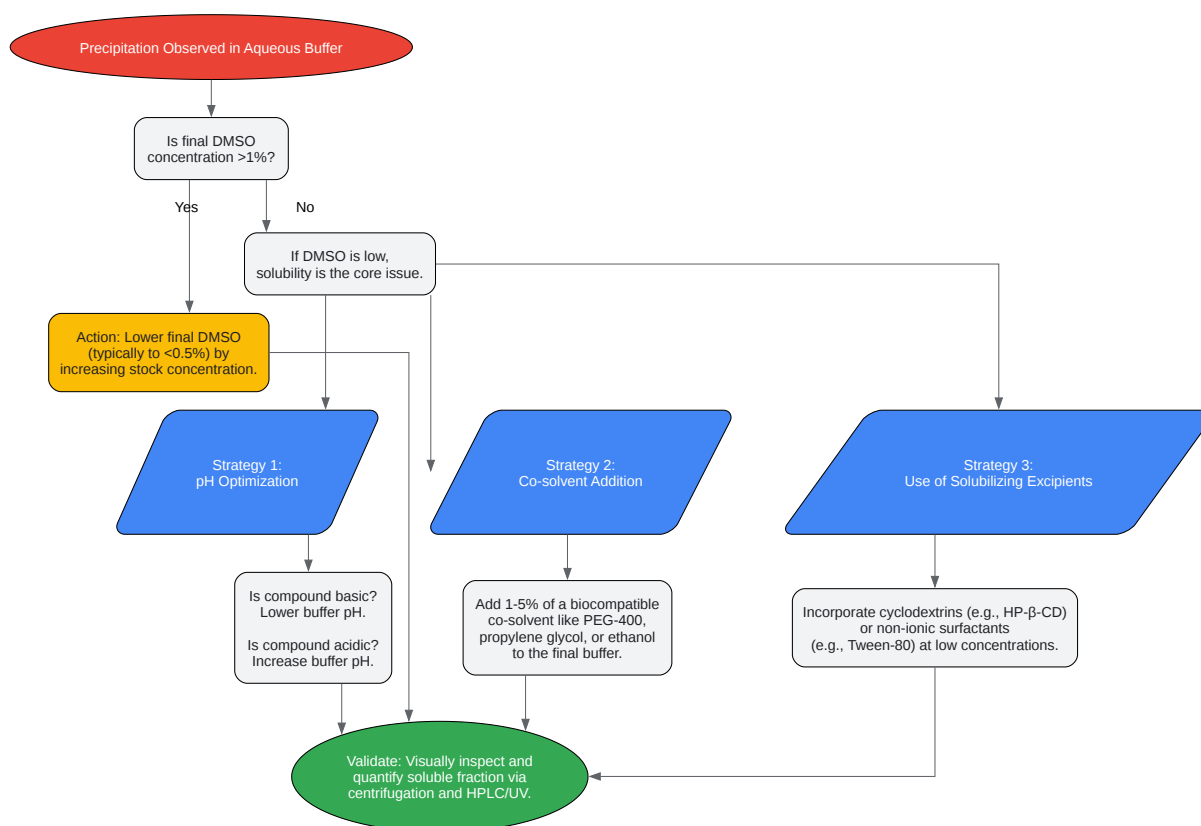 Precipitation Observed in Aqueous Buffer
Is final DMSO
concentration >1%?
Yes
No
If DMSO is low,
solubility is the core issue.
Action: Lower final DMSO
(typically to <0.5%) by
increasing stock concentration.
Strategy 1:
pH Optimization
Strategy 2:
Co-solvent Addition
Strategy 3:
Use of Solubilizing Excipients
Is compound basic?
Lower buffer pH.
Is compound acidic?
Increase buffer pH.
Add 1-5% of a biocompatible
co-solvent like PEG-400,
propylene glycol, or ethanol
to the final buffer.
Incorporate cyclodextrins (e.g., HP-β-CD)
or non-ionic surfactants
(e.g., Tween-80) at low concentrations.
Validate: Visually inspect and
quantify soluble fraction via
centrifugation and HPLC/UV.